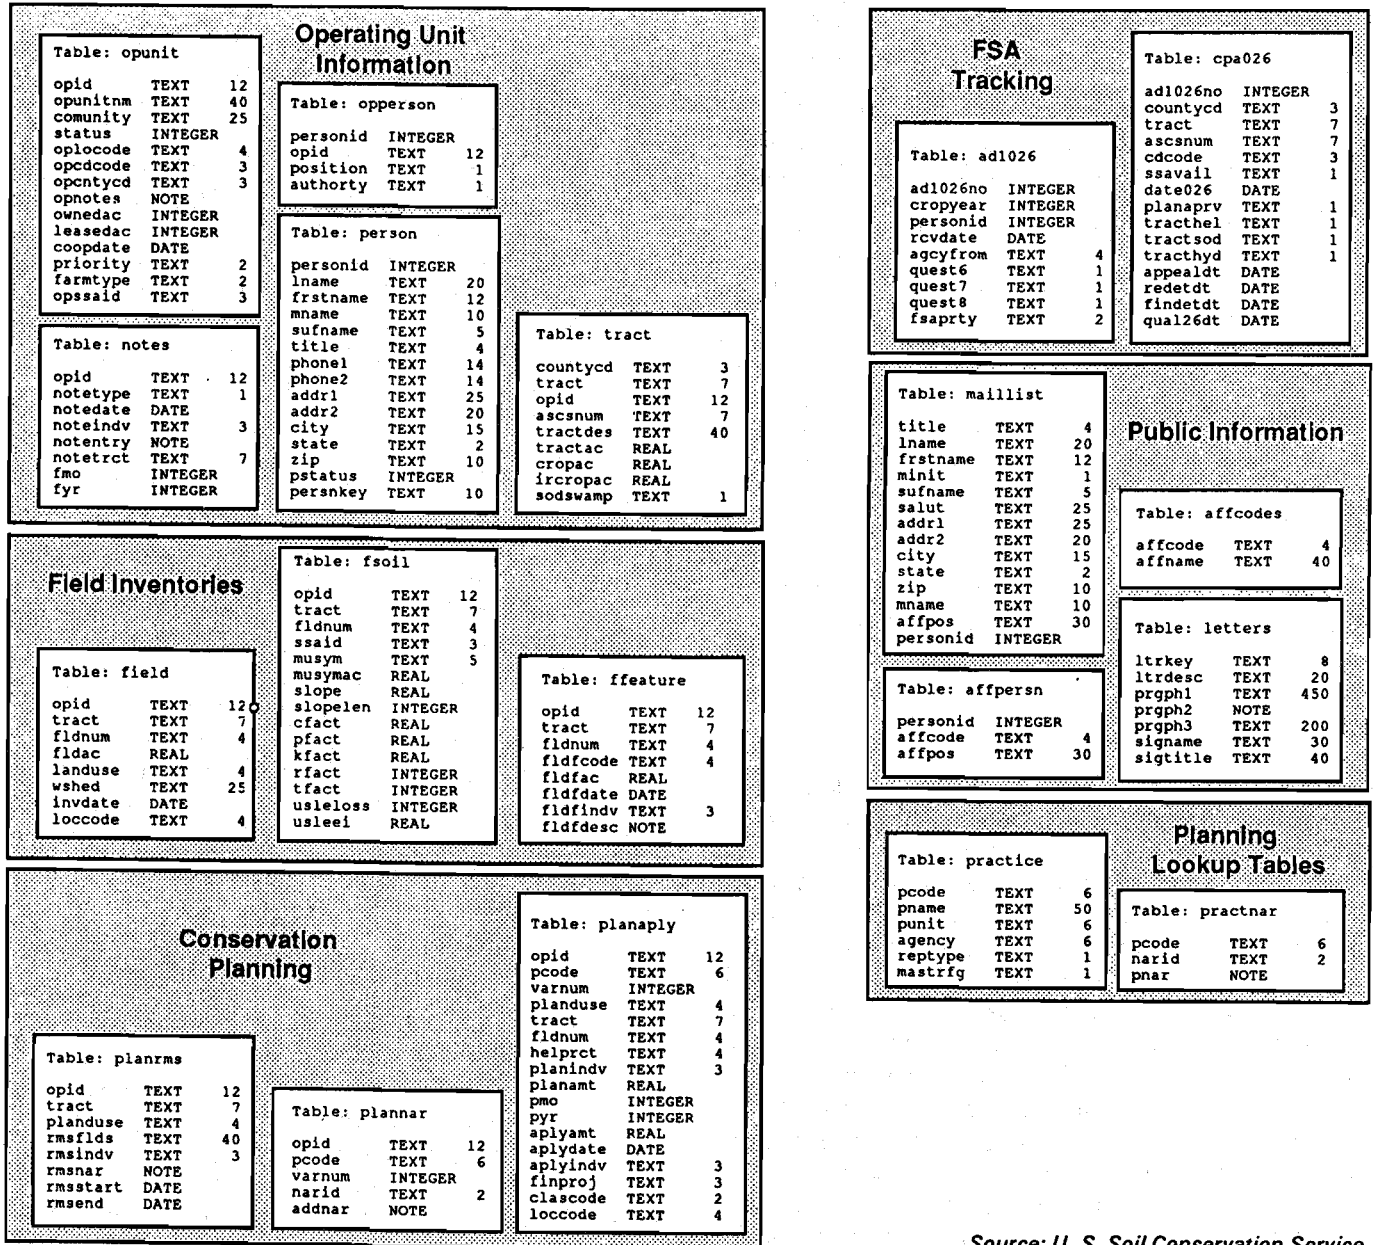 Operating Unit
Information
Table: opunit
opid TEXT 12
opunitnm TEXT 40
comunity TEXT 25
status INTEGER
oplocode TEXT 4
opcdcode TEXT 3
opcntycd TEXT 3
opnotes NOTE
ownedac INTEGER
leasedac INTEGER
coopdate DATE
priority TEXT 2
farmtype TEXT 2
opssaid TEXT 3
Table: notes
opid TEXT 12
notetype TEXT 1
notedate DATE
noteindv TEXT 3
notentry NOTE
notetrct TEXT 7
fmo INTEGER
fyr INTEGER
Table: opperson
personid INTEGER
opid TEXT 12
position TEXT 1
authorty TEXT 1
Table: person
personid INTEGER
lname TEXT 20
frstname TEXT 12
mname TEXT 10
sufname TEXT 5
title TEXT 4
phone1 TEXT 14
phone2 TEXT 14
addr1 TEXT 25
addr2 TEXT 20
city TEXT 15
state TEXT 2
zip TEXT 10
pstatus INTEGER
persnkey TEXT 10
Table: tract
countycd TEXT 3
tract TEXT 7
opid TEXT 12
ascsnum TEXT 7
tractdes TEXT 40
tractac REAL
cropac REAL
ircropac REAL
sodswamp TEXT 1
Field Inventories
Table: field
opid TEXT 12
tract TEXT 7
fldnum TEXT 4
fldac REAL
landuse TEXT 4
wshed TEXT 25
invdate DATE
loccode TEXT 4
Table: fsoil
opid TEXT 12
tract TEXT 7
fldnum TEXT 4
ssaid TEXT 3
musym TEXT 5
musymac REAL
slope REAL
slopelen INTEGER
cfact REAL
pfact REAL
kfact REAL
rfact INTEGER
tfact INTEGER
usleloss INTEGER
usleei REAL
Table: ffeature
opid TEXT 12
tract TEXT 7
fldnum TEXT 4
fldfcode TEXT 4
fldfac REAL
fldfdate DATE
fldfindv TEXT 3
fldfdesc NOTE
Conservation
Planning
Table: planrms
opid TEXT 12
tract TEXT 7
planduse TEXT 4
rmsflds TEXT 40
rmsindv TEXT 3
rmsnar NOTE
rmsstart DATE
rmsend DATE
Table: plannar
opid TEXT 12
pcode TEXT 6
varnum INTEGER
narid TEXT 2
addnar NOTE
Table: planaply
opid TEXT 12
pcode TEXT 6
varnum INTEGER
planduse TEXT 4
tract TEXT 7
fldnum TEXT 4
helprct TEXT 4
planindv TEXT 3
planamt REAL
pmo INTEGER
pyr INTEGER
aplyamt REAL
aplydate DATE
aplyindv TEXT 3
finproj TEXT 3
clascode TEXT 2
loccode TEXT 4
FSA
Tracking
Table: ad1026
ad1026no INTEGER
cropyear INTEGER
personid INTEGER
rcvdate DATE
agcyfrom TEXT 4
quest6 TEXT 1
quest7 TEXT 1
quest8 TEXT 1
fsaprty TEXT 2
Table: cpa026
ad1026no INTEGER
countycd TEXT 3
tract TEXT 7
ascsnum TEXT 7
cdcode TEXT 3
ssavail TEXT 1
date026 DATE
planaprv TEXT 1
tracthel TEXT 1
tractsod TEXT 1
tracthyd TEXT 1
appealdt DATE
redetdt DATE
findetdt DATE
qual26dt DATE
Public Information
Table: maillist
title TEXT 4
lname TEXT 20
frstname TEXT 12
minit TEXT 1
sufname TEXT 5
salut TEXT 25
addr1 TEXT 25
addr2 TEXT 20
city TEXT 15
state TEXT 2
zip TEXT 10
mname TEXT 10
affpos TEXT 30
personid INTEGER
Table: affpersn
personid INTEGER
affcode TEXT 4
affpos TEXT 30
Table: affcodes
affcode TEXT 4
affname TEXT 40
Table: letters
ltrkey TEXT 8
ltrdesc TEXT 20
prgph1 TEXT 450
prgph2 NOTE
prgph3 TEXT 200
signame TEXT 30
sigtitle TEXT 40
Planning
Lookup Tables
Table: practice
pcode TEXT 6
pname TEXT 50
punit TEXT 6
agency TEXT 6
reptype TEXT 1
mastrfg TEXT 1
Table: practnar
pcode TEXT 6
narid TEXT 2
pnar NOTE
Source: U. S. Soil Conservation Service